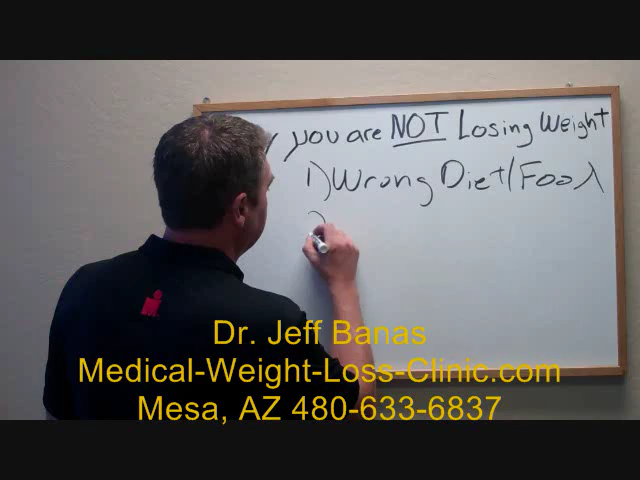 you are NOT Losing Weight
1) Wrong Diet/Food
)
Dr. Jeff Banas
Medical-Weight-Loss-Clinic.com
Mesa, AZ 480-633-6837